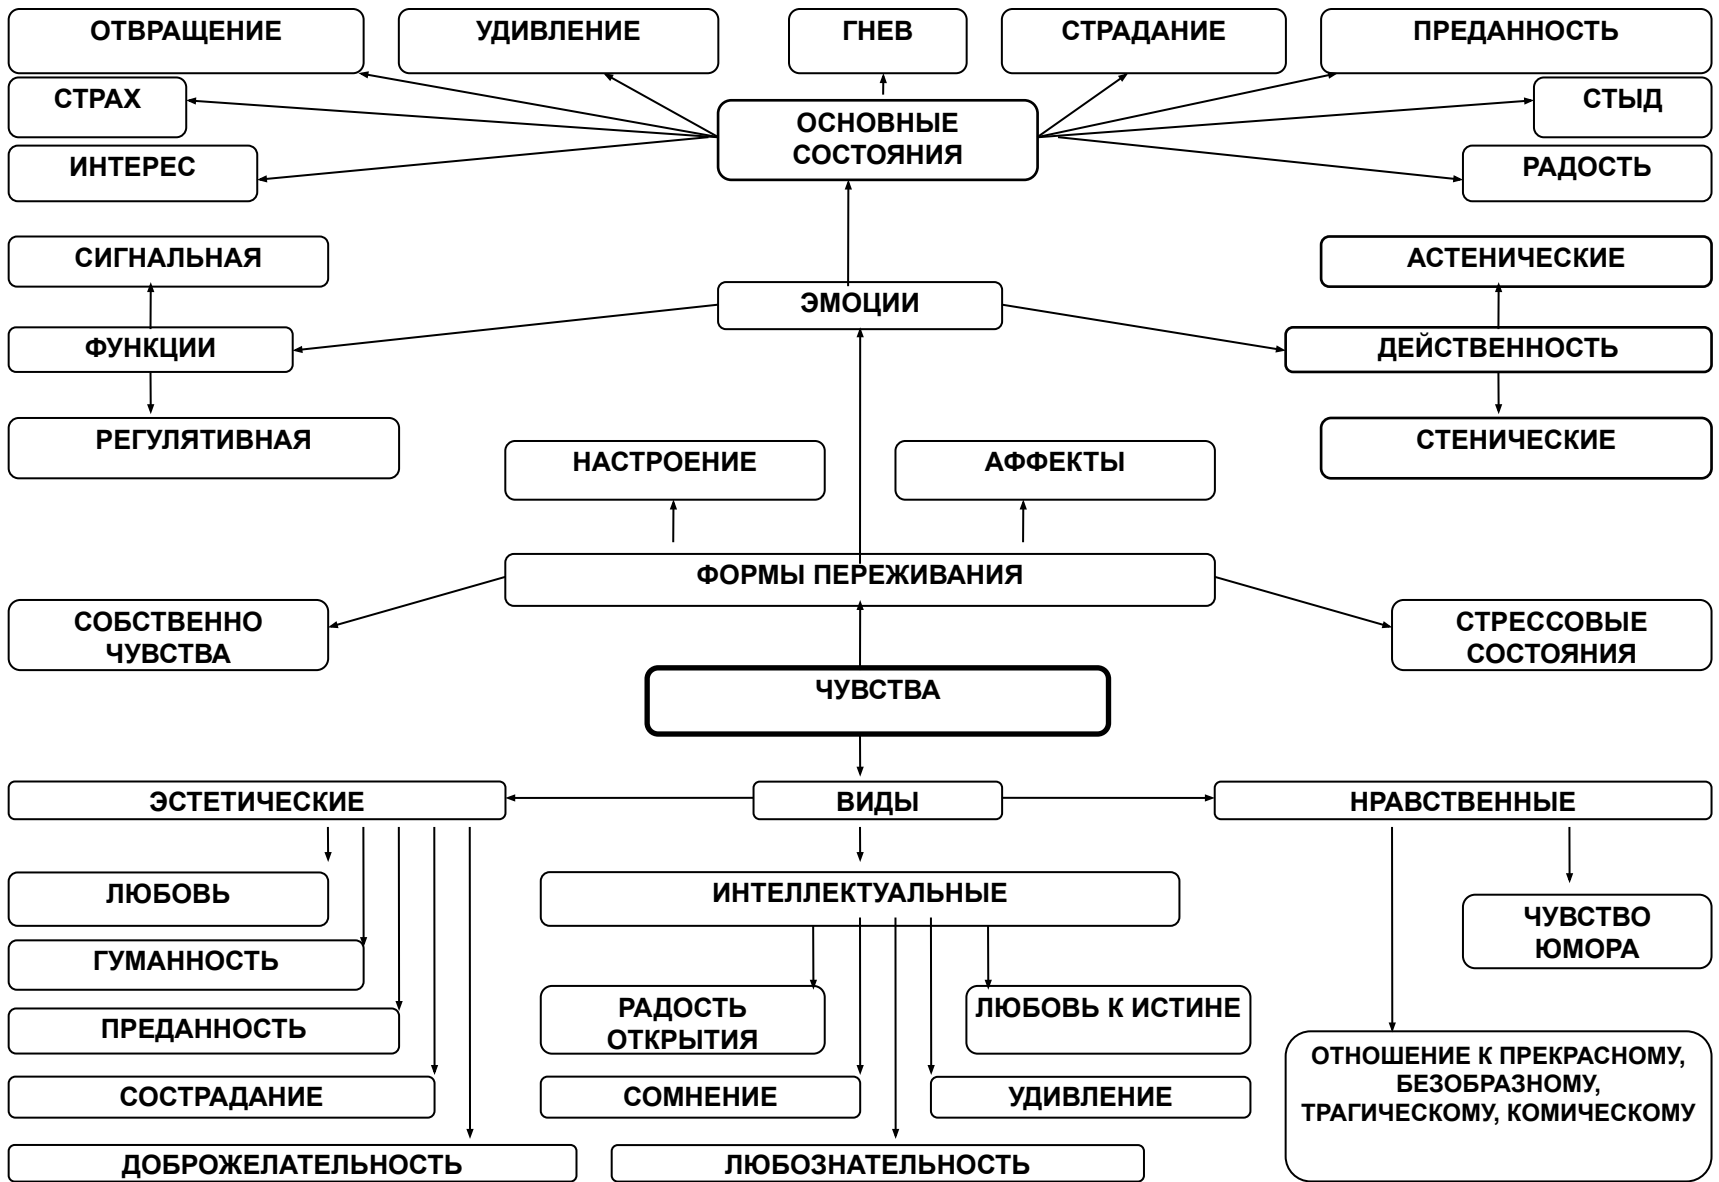 ОТВРАЩЕНИЕ
УДИВЛЕНИЕ
ГНЕВ
СТРАДАНИЕ
ПРЕДАННОСТЬ
СТРАХ
СТЫД
ОСНОВНЫЕ
СОСТОЯНИЯ
ИНТЕРЕС
РАДОСТЬ
СИГНАЛЬНАЯ
АСТЕНИЧЕСКИЕ
ЭМОЦИИ
ФУНКЦИИ
ДЕЙСТВЕННОСТЬ
РЕГУЛЯТИВНАЯ
СТЕНИЧЕСКИЕ
НАСТРОЕНИЕ
АФФЕКТЫ
ФОРМЫ ПЕРЕЖИВАНИЯ
СОБСТВЕННО
ЧУВСТВА
СТРЕССОВЫЕ
СОСТОЯНИЯ
ЧУВСТВА
ЭСТЕТИЧЕСКИЕ
ВИДЫ
НРАВСТВЕННЫЕ
ЛЮБОВЬ
ИНТЕЛЛЕКТУАЛЬНЫЕ
ЧУВСТВО
ЮМОРА
ГУМАННОСТЬ
РАДОСТЬ
ОТКРЫТИЯ
ЛЮБОВЬ К ИСТИНЕ
ПРЕДАННОСТЬ
ОТНОШЕНИЕ К ПРЕКРАСНОМУ,
БЕЗОБРАЗНОМУ,
ТРАГИЧЕСКОМУ, КОМИЧЕСКОМУ
СОСТРАДАНИЕ
СОМНЕНИЕ
УДИВЛЕНИЕ
ДОБРОЖЕЛАТЕЛЬНОСТЬ
ЛЮБОЗНАТЕЛЬНОСТЬ